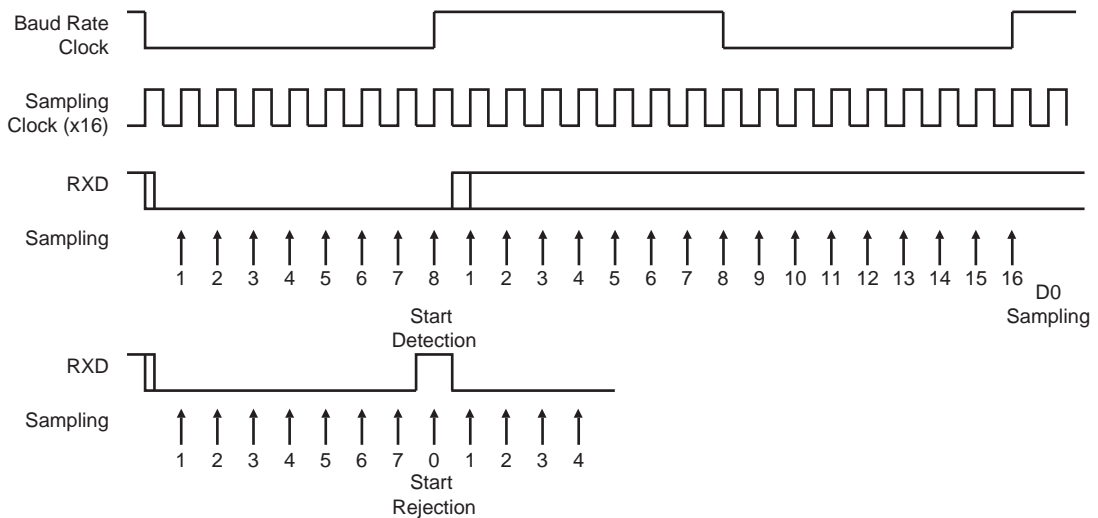 Baud Rate
Clock
Sampling
Clock (x16)
RXD
Sampling
1 2 3 4 5 6 7 8 1 2 3 4 5 6 7 8 9 10 11 12 13 14 15 16
D0
Sampling
Start
Detection
RXD
Sampling
1 2 3 4 5 6 7 0 1 2 3 4
Start
Rejection